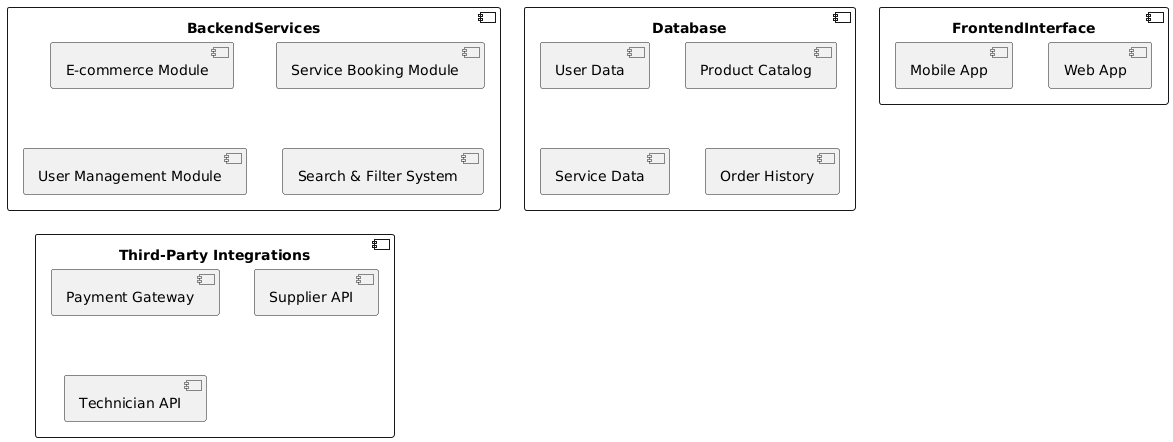 BackendServices
E-commerce Module
Service Booking Module
User Management Module
Search & Filter System
Database
User Data
Product Catalog
Service Data
Order History
FrontendInterface
Mobile App
Web App
Third-Party Integrations
Payment Gateway
Supplier API
Technician API